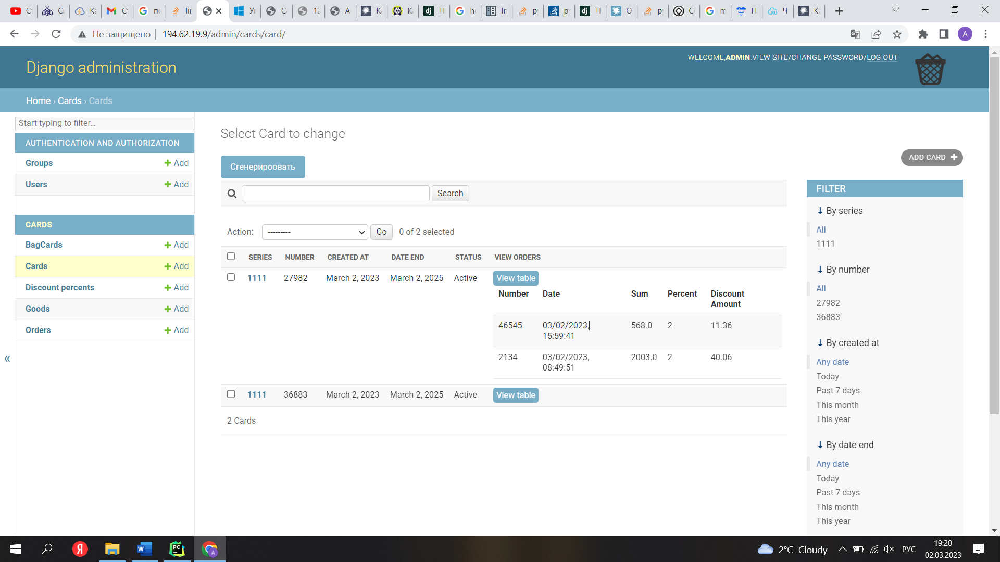 Не защищено 194.62.19.9/admin/cards/card/
A
Django administration
WELCOME,ADMIN.VIEW SITE/CHANGE PASSWORD/LOG OUT
Home › Cards › Cards
Start typing to filter...
AUTHENTICATION AND AUTHORIZATION
Groups Add
Users Add
CARDS
BagCards Add
Cards Add
Discount percents Add
Goods Add
Orders Add
«
Select Card to change
Сгенерироовать
ADD CARD
Search
Action: --------- Go 0 of 2 selected
SERIES NUMBER CREATED AT DATE END STATUS VIEW ORDERS
1111 27982 March 2, 2023 March 2, 2025 Active View table
Number Date Sum Percent Discount Amount
46545 03/02/2023, 15:59:41 568.0 2 11.36
2134 03/02/2023, 08:49:51 2003.0 2 40.06
1111 36883 March 2, 2023 March 2, 2025 Active View table
2 Cards
FILTER
↓ By series
All
1111
↓ By number
All
27982
36883
↓ By created at
Any date
Today
Past 7 days
This month
This year
↓ By date end
Any date
Today
Past 7 days
This month
This year
2°C Cloudy
РУС
19:20
02.03.2023